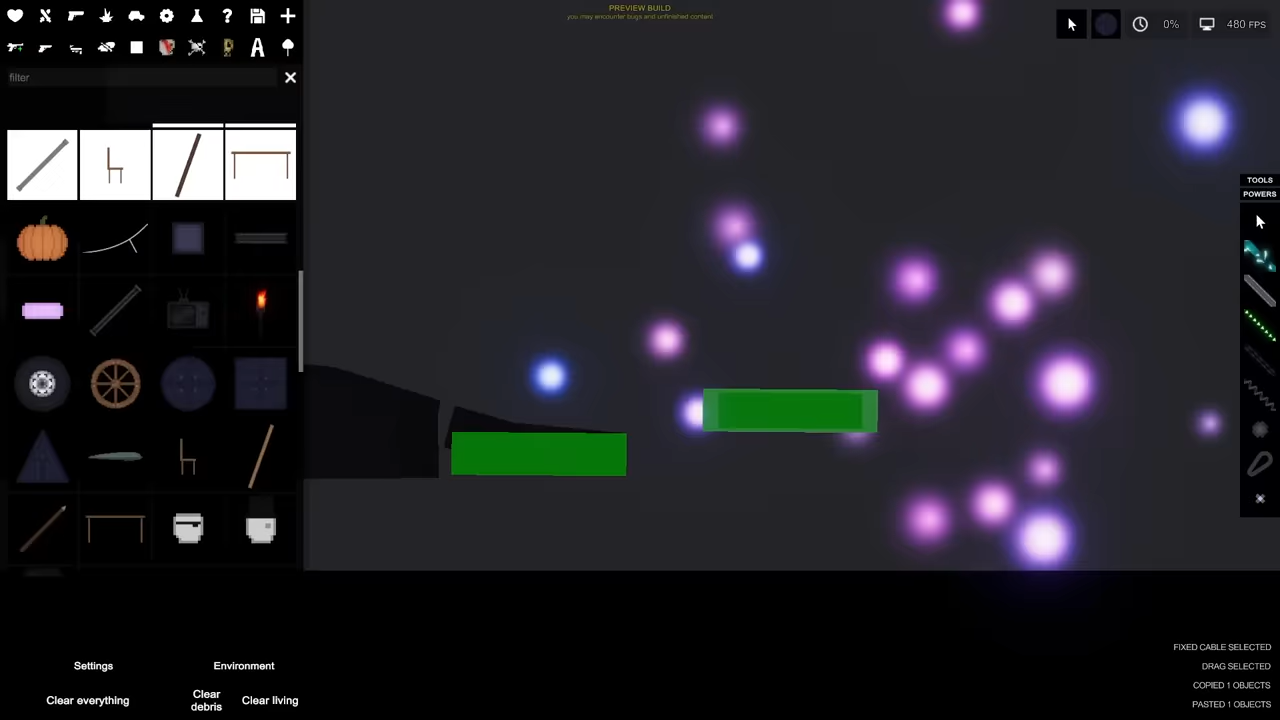 PREVIEW BUILD
you may encounter bugs and unfinished content
0%
480 FPS
filter
TOOLS
POWERS
Settings
Environment
Clear everything
Clear debris
Clear living
FIXED CABLE SELECTED
DRAG SELECTED
COPIED 1 OBJECTS
PASTED 1 OBJECTS